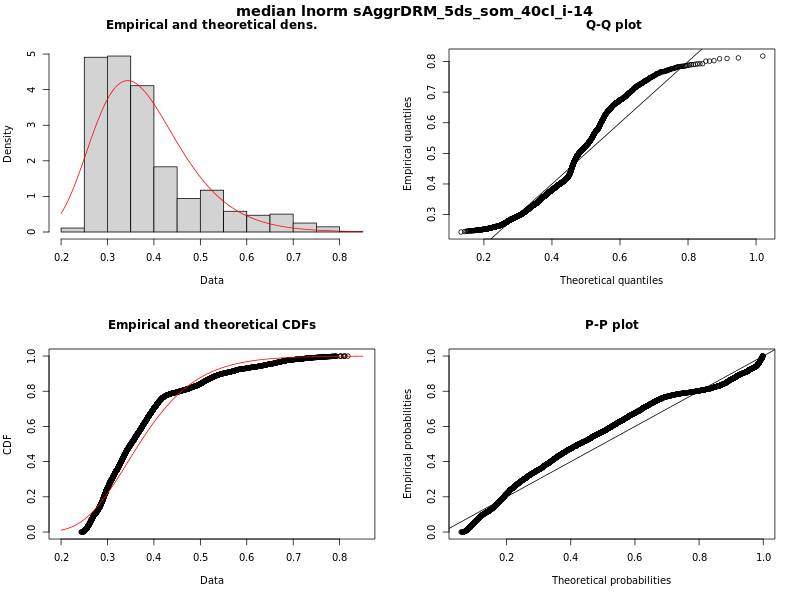 median lnorm sAggrDRM_5ds_som_40cl_i-14
Empirical and theoretical dens.
Density
0 1 2 3 4 5
0.2 0.3 0.4 0.5 0.6 0.7 0.8
Data
Q-Q plot
Empirical quantiles
0.3 0.4 0.5 0.6 0.7 0.8
0.2 0.4 0.6 0.8 1.0
Theoretical quantiles
Empirical and theoretical CDFs
CDF
0.0 0.2 0.4 0.6 0.8 1.0
0.2 0.3 0.4 0.5 0.6 0.7 0.8
Data
P-P plot
Empirical probabilities
0.0 0.2 0.4 0.6 0.8 1.0
0.2 0.4 0.6 0.8 1.0
Theoretical probabilities